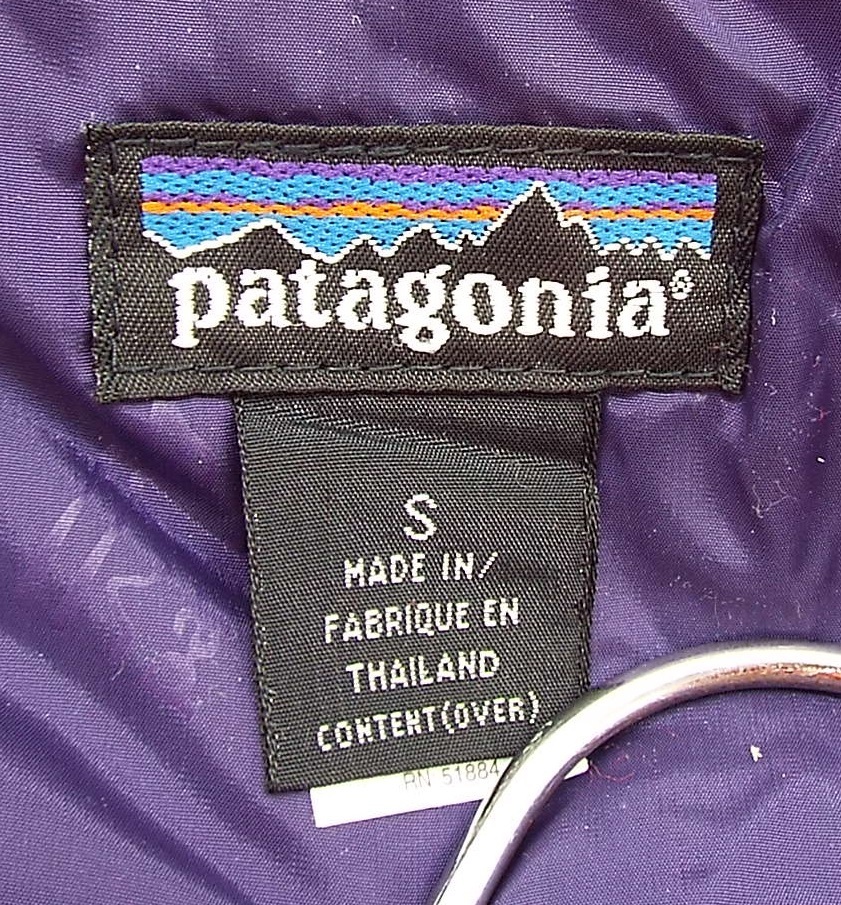 patagonia®
S
MADE IN/
FABRIQUE EN
THAILAND
CONTENT(OVER)
RN 51884